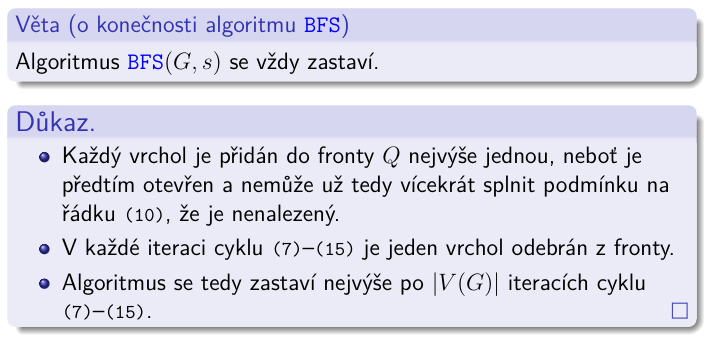 Věta (o konečnosti algoritmu BFS)
Algoritmus BFS(G, s) se vždy zastaví.
Důkaz.
Každý vrchol je přidán do fronty Q nejvýše jednou, neboť je
předtím otevřen a nemůže už tedy vícekrát splnit podmínku na
řádku (10), že je nenalezený.
V každé iteraci cyklu (7)–(15) je jeden vrchol odebrán z fronty.
Algoritmus se tedy zastaví nejvýše po |V(G)| iteracích cyklu
(7)–(15).